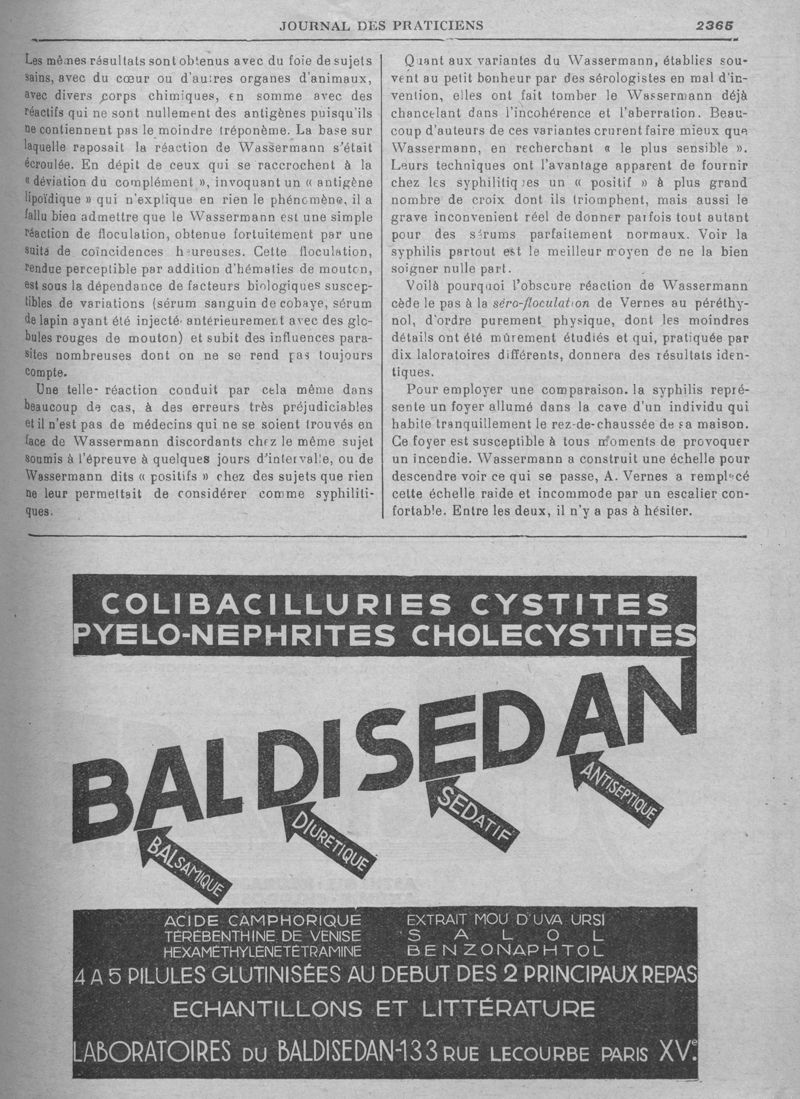 JOURNAL DES PRATICIENS
2365
Les mêmes résultats sont obtenus avec du foie de sujets
sains, avec du cœur ou d'autres organes d'animaux,
avec divers corps chimiques, en somme avec des
réactifs qui ne sont nullement des antigènes puisqu'ils
ne contiennent pas le moindre tréponème. La base sur
laquelle reposait la réaction de Wassermann s'était
écroulée. En dépit de ceux qui se raccrochent à la
« déviation du complément », invoquant un « antigène
lipoïdique » qui n'explique en rien le phénomène, il a
fallu bien admettre que le Wassermann est une simple
réaction de floculation, obtenue fortuitement par une
suite de coïncidences heureuses. Cette floculation,
rendue perceptible par addition d'hématies de mouton,
est sous la dépendance de facteurs biologiques suscep-
tibles de variations (sérum sanguin de cobaye, sérum
de lapin ayant été injecté antérieurement avec des glo-
bules rouges de mouton) et subit des influences para-
sites nombreuses dont on ne se rend pas toujours
compte.
Une telle réaction conduit par cela même dans
beaucoup de cas, à des erreurs très préjudiciables
et il n'est pas de médecins qui ne se soient trouvés en
face de Wassermann discordants chez le même sujet
soumis à l'épreuve à quelques jours d'intervalle, ou de
Wassermann dits « positifs » chez des sujets que rien
ne leur permettait de considérer comme syphiliti-
ques.
Quant aux variantes du Wassermann, établies sou-
vent au petit bonheur par des sérologistes en mal d'in-
vention, elles ont fait tomber le Wassermann déjà
chancelant dans l'incohérence et l'aberration. Beau-
coup d'auteurs de ces variantes crurent faire mieux que
Wassermann, en recherchant « le plus sensible ».
Leurs techniques ont l'avantage apparent de fournir
chez les syphilitiques un « positif » à plus grand
nombre de croix dont ils triomphent, mais aussi le
grave inconvenient réel de donner parfois tout autant
pour des sérums parfaitement normaux. Voir la
syphilis partout est le meilleur moyen de ne la bien
soigner nulle part.
Voilà pourquoi l'obscure réaction de Wassermann
cède le pas à la séro-floculation de Vernes au péréthy-
nol, d'ordre purement physique, dont les moindres
détails ont été mûrement étudiés et qui, pratiquée par
dix laloratoires différents, donnera des résultats iden-
tiques.
Pour employer une comparaison. la syphilis repré-
sente un foyer allumé dans la cave d'un individu qui
habite tranquillement le rez-de-chaussée de sa maison.
Ce foyer est susceptible à tous moments de provoquer
un incendie. Wassermann a construit une échelle pour
descendre voir ce qui se passe, A. Vernes a remplacé
cette échelle raide et incommode par un escalier con-
fortable. Entre les deux, il n'y a pas à hésiter.
COLIBACILLURIES CYSTITES
PYELO-NEPHRITES CHOLECYSTITES
BALDISEDAN
BALSAMIQUE
DIURETIQUE
SEDATIF
ANTISEPTIQUE
ACIDE CAMPHORIQUE
TÉRÉBENTHINE DE VENISE
HEXAMÉTHYLÈNETÉTRAMINE
EXTRAIT MOU D'UVA URSI
SALOL
BENZONAPHTOL
4 A 5 PILULES GLUTINISÉES AU DEBUT DES 2 PRINCIPAUX REPAS
ECHANTILLONS ET LITTÉRATURE
LABORATOIRES DU BALDISEDAN-133 RUE LECOURBE PARIS XVe.